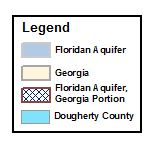 Legend
Floridan Aquifer
Georgia
Floridan Aquifer,
Georgia Portion
Dougherty County